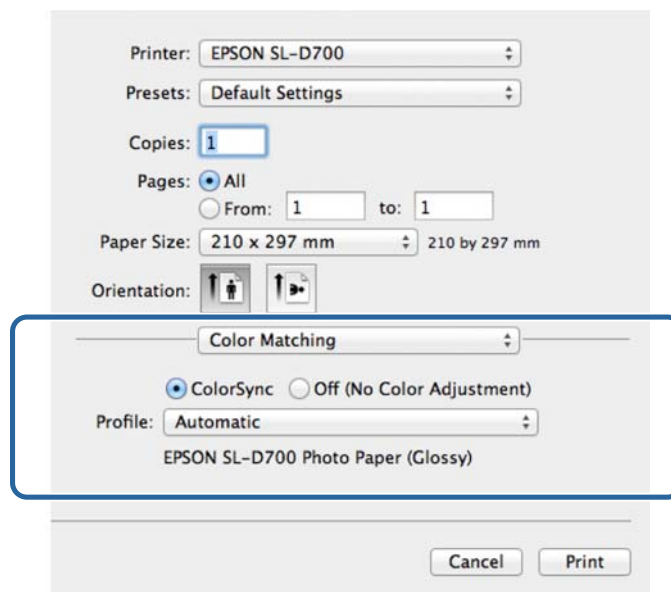 Printer: EPSON SL-D700
Presets: Default Settings
Copies: 1
Pages: All
From: 1 to: 1
Paper Size: 210 x 297 mm 210 by 297 mm
Orientation:
Color Matching
ColorSync Off (No Color Adjustment)
Profile: Automatic
EPSON SL-D700 Photo Paper (Glossy)
Cancel Print